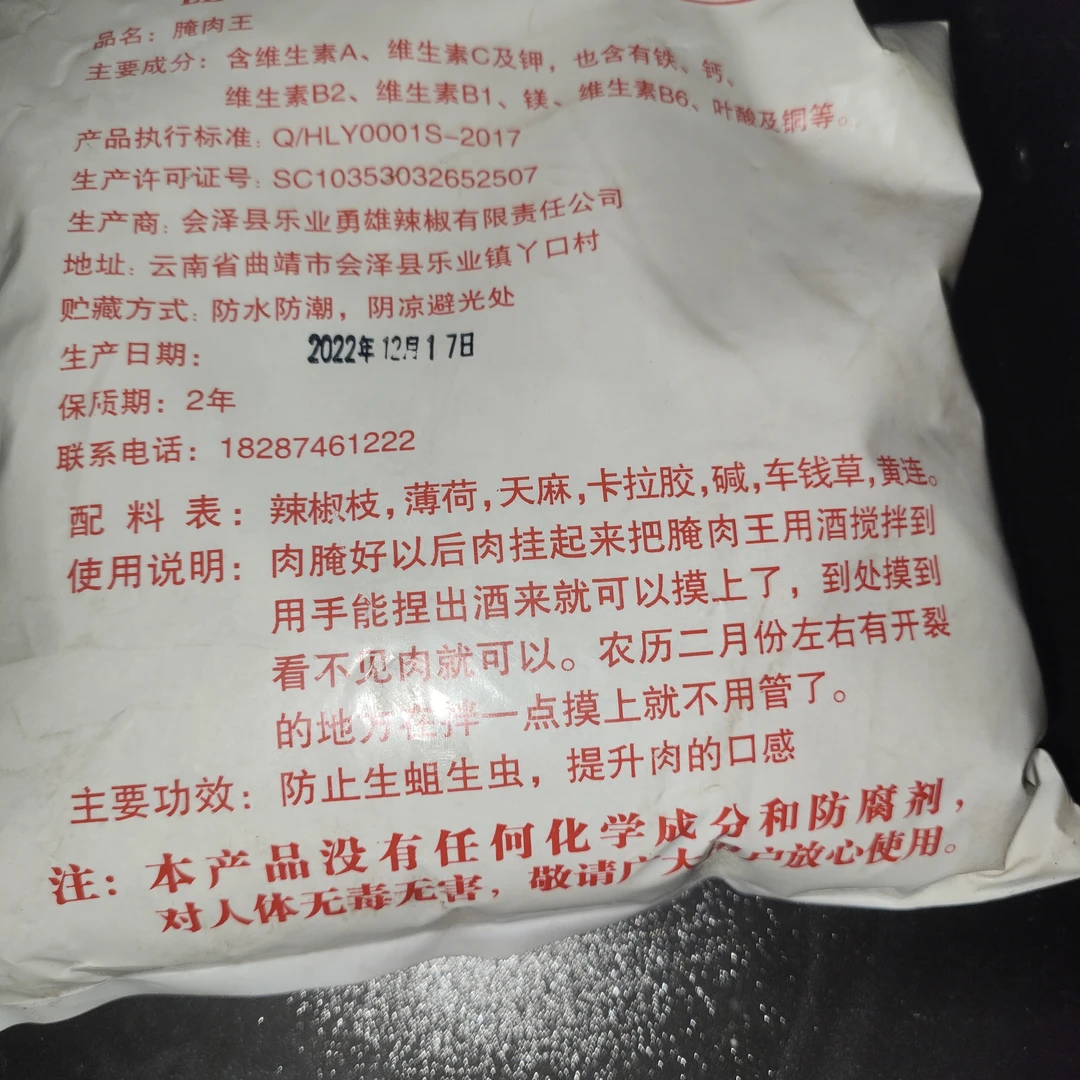 品名：腌肉王
主要成分：含维生素A、维生素C及钾，也含有铁、钙、
维生素B2、维生素B1、镁、维生素B6、叶酸及铜等。
产品执行标准：Q/HLY0001S-2017
生产许可证号：SC10353032652507
生产商：会泽县乐业勇雄辣椒有限责任公司
地址：云南省曲靖市会泽县乐业镇丫口村
贮藏方式：防水防潮，阴凉避光处
生产日期：2022年12月17日
保质期：2年
联系电话：18287461222
配料表：辣椒枝,薄荷,天麻,卡拉胶,碱,车钱草,黄连。
使用说明：肉腌好以后肉挂起来把腌肉王用酒搅拌到
用手能捏出酒来就可以摸上了，到处摸到
看不见肉就可以。农历二月份左右有开裂
的地方在拌一点摸上就不用管了。
主要功效：防止生蛆生虫，提升肉的口感
注：本产品没有任何化学成分和防腐剂，
对人体无毒无害，敬请广大 户放心使用。